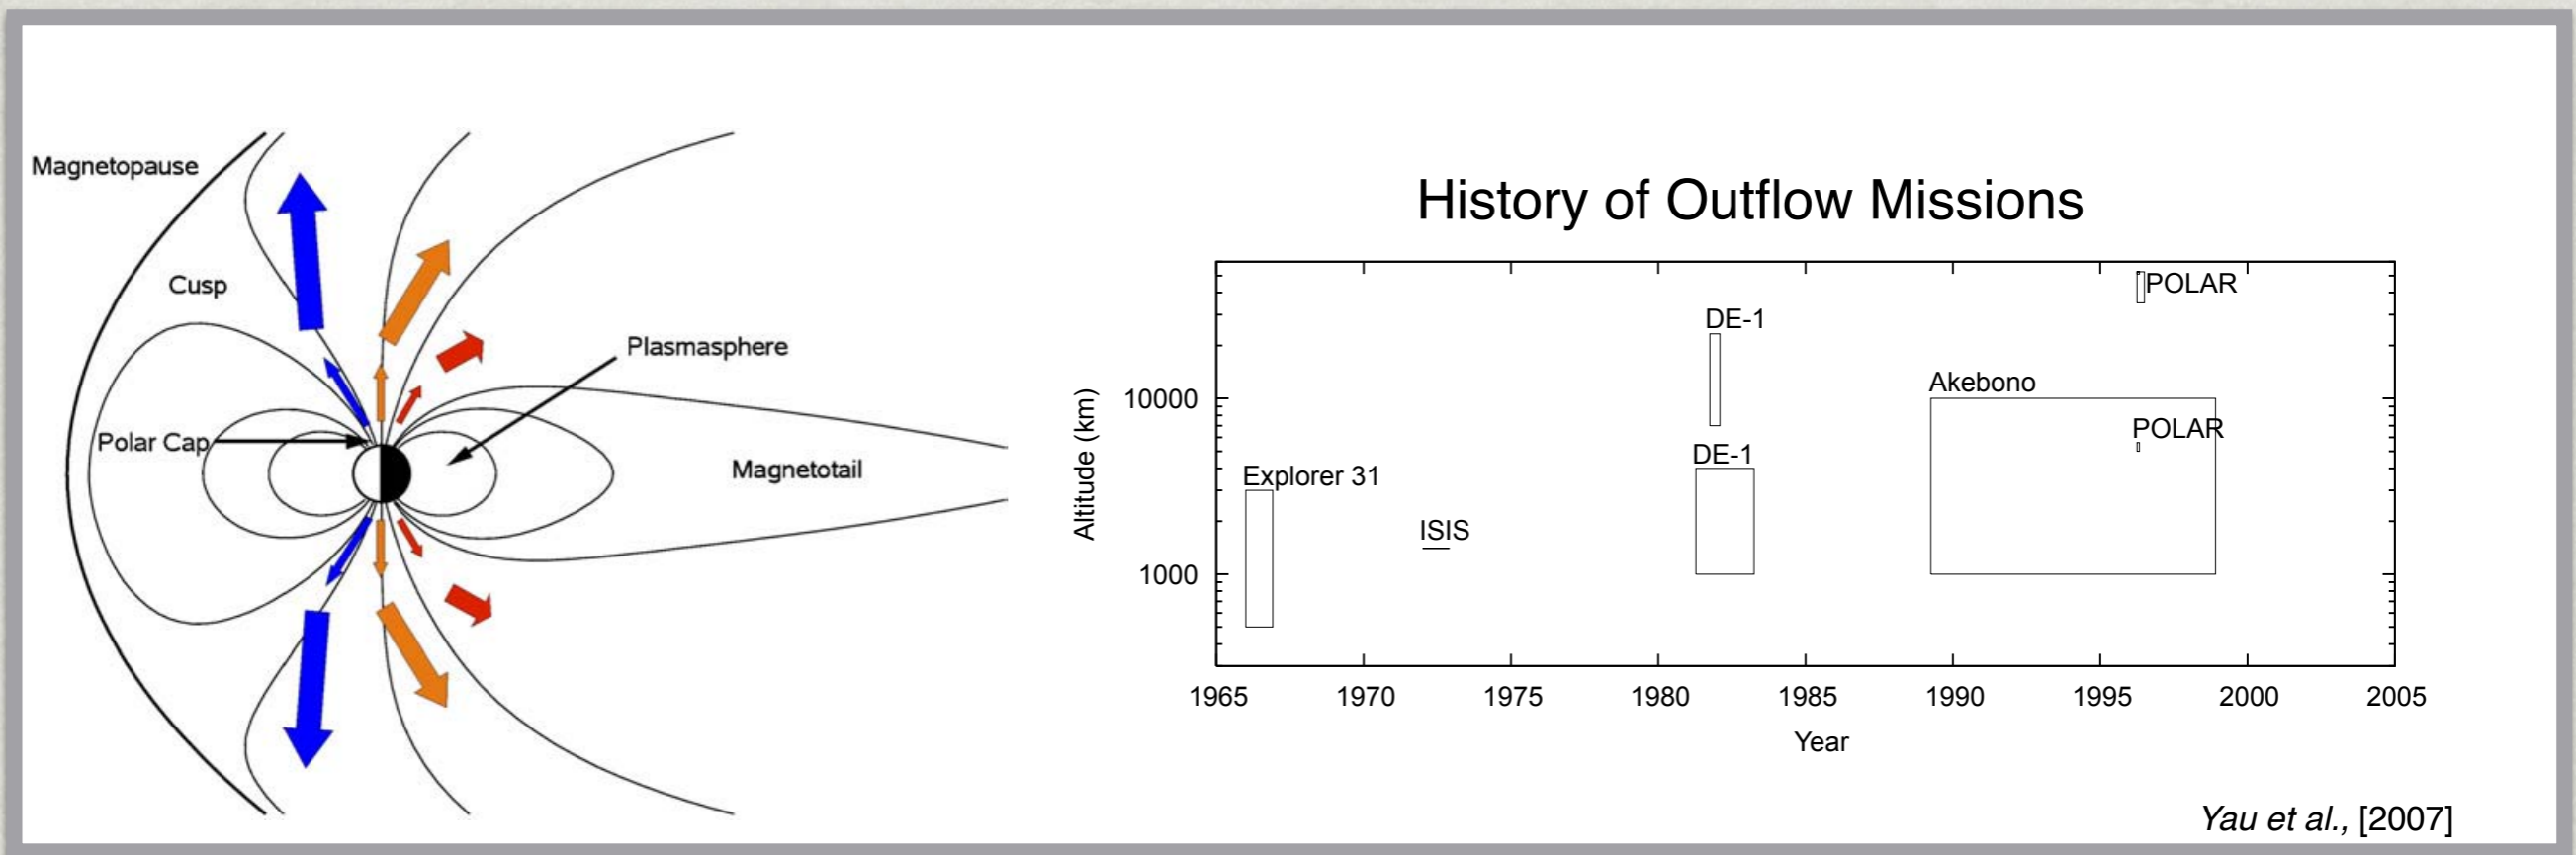 Magnetopause
Cusp
Plasmasphere
Polar Cap
Magnetotail
History of Outflow Missions
POLAR
DE-1
Akebono
10000
POLAR
DE-1
Explorer 31
ISIS
1000
Altitude (km)
1965 1970 1975 1980 1985 1990 1995 2000 2005
Year
Yau et al., [2007]